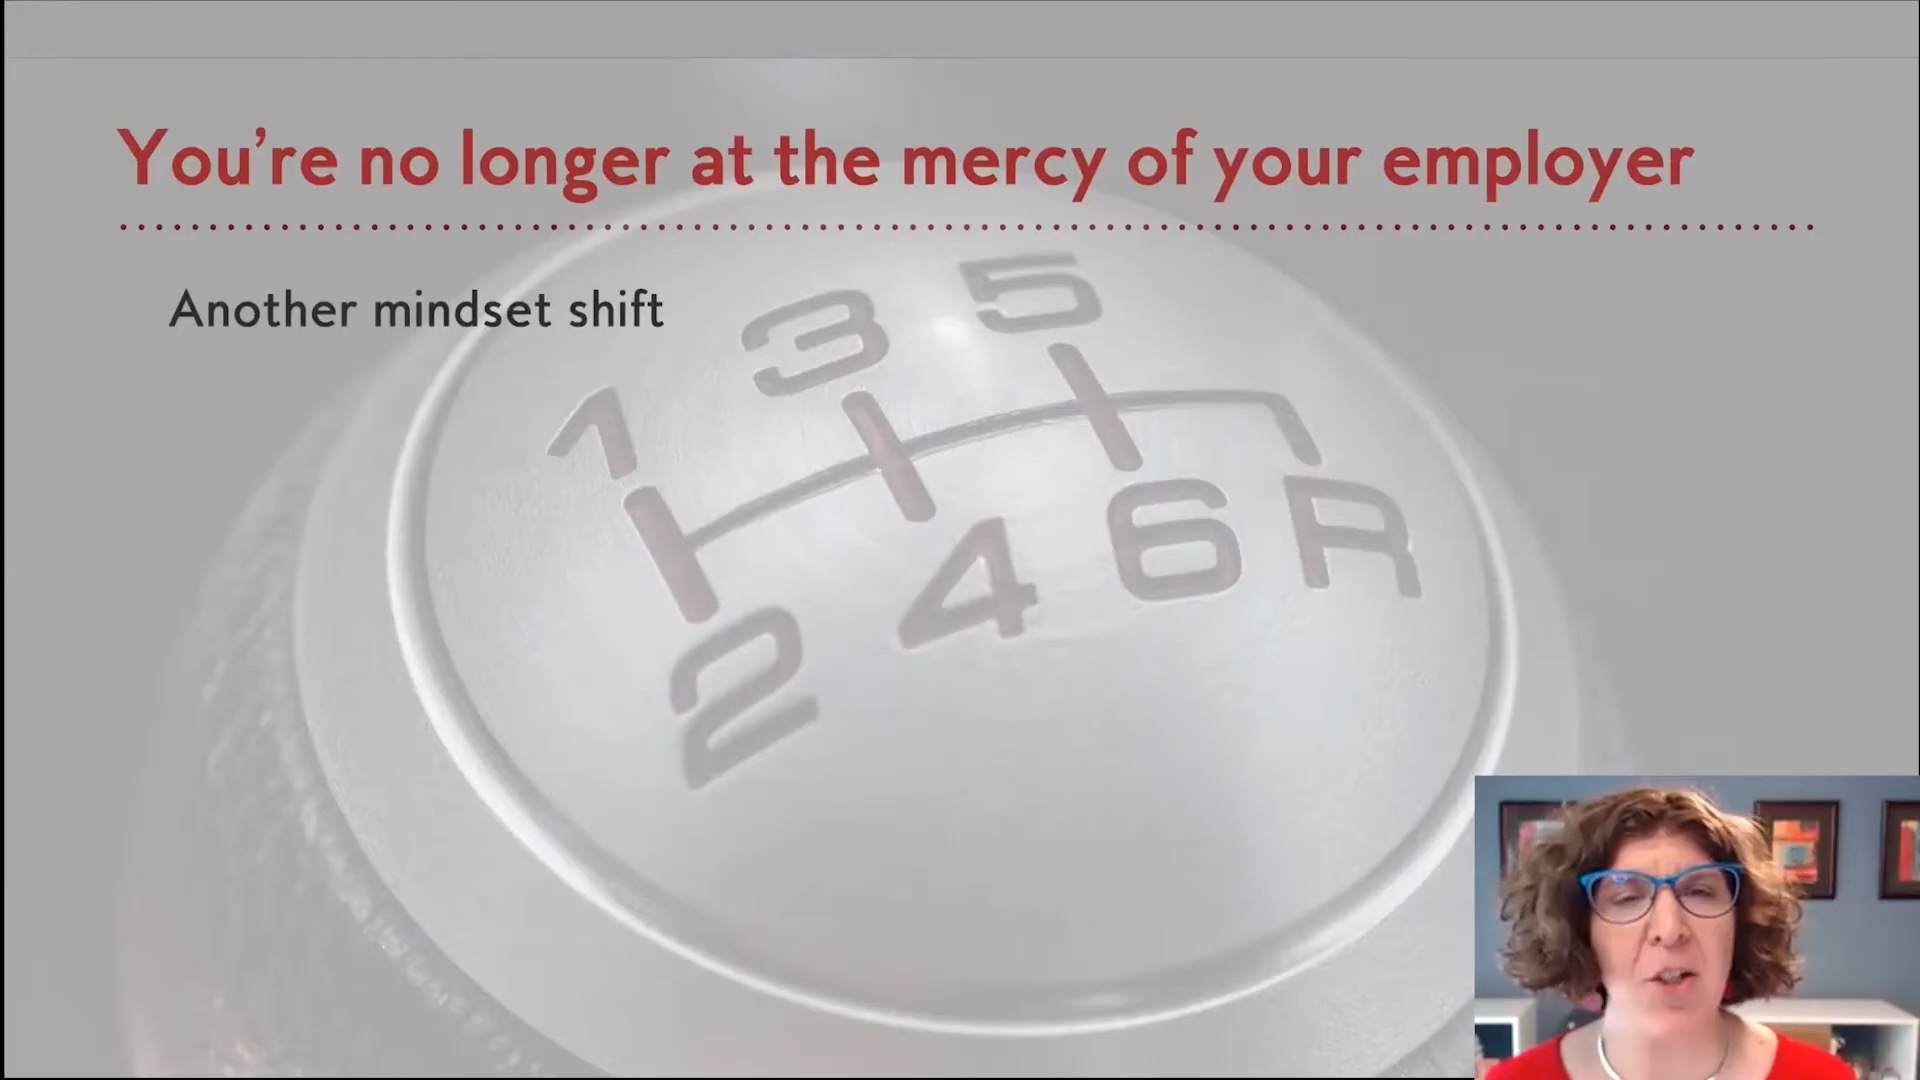 You're no longer at the mercy of your employer
Another mindset shift
1 3 5
2 4 6 R